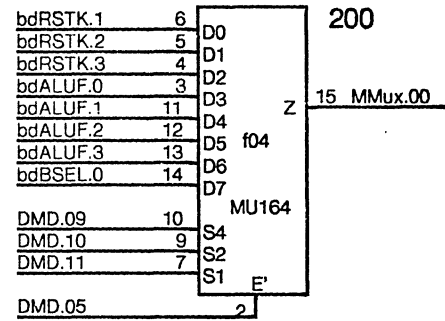 200
bdRSTK.1 6 D0
bdRSTK.2 5 D1
bdRSTK.3 4 D2
bdALUF.0 3 D3
bdALUF.1 11 D4
bdALUF.2 12 D5
bdALUF.3 13 D6
bdBSEL.0 14 D7
Z 15 MMux.00
f04
MU164
DMD.09 10 S4
DMD.10 9 S2
DMD.11 7 S1
E'
DMD.05 2